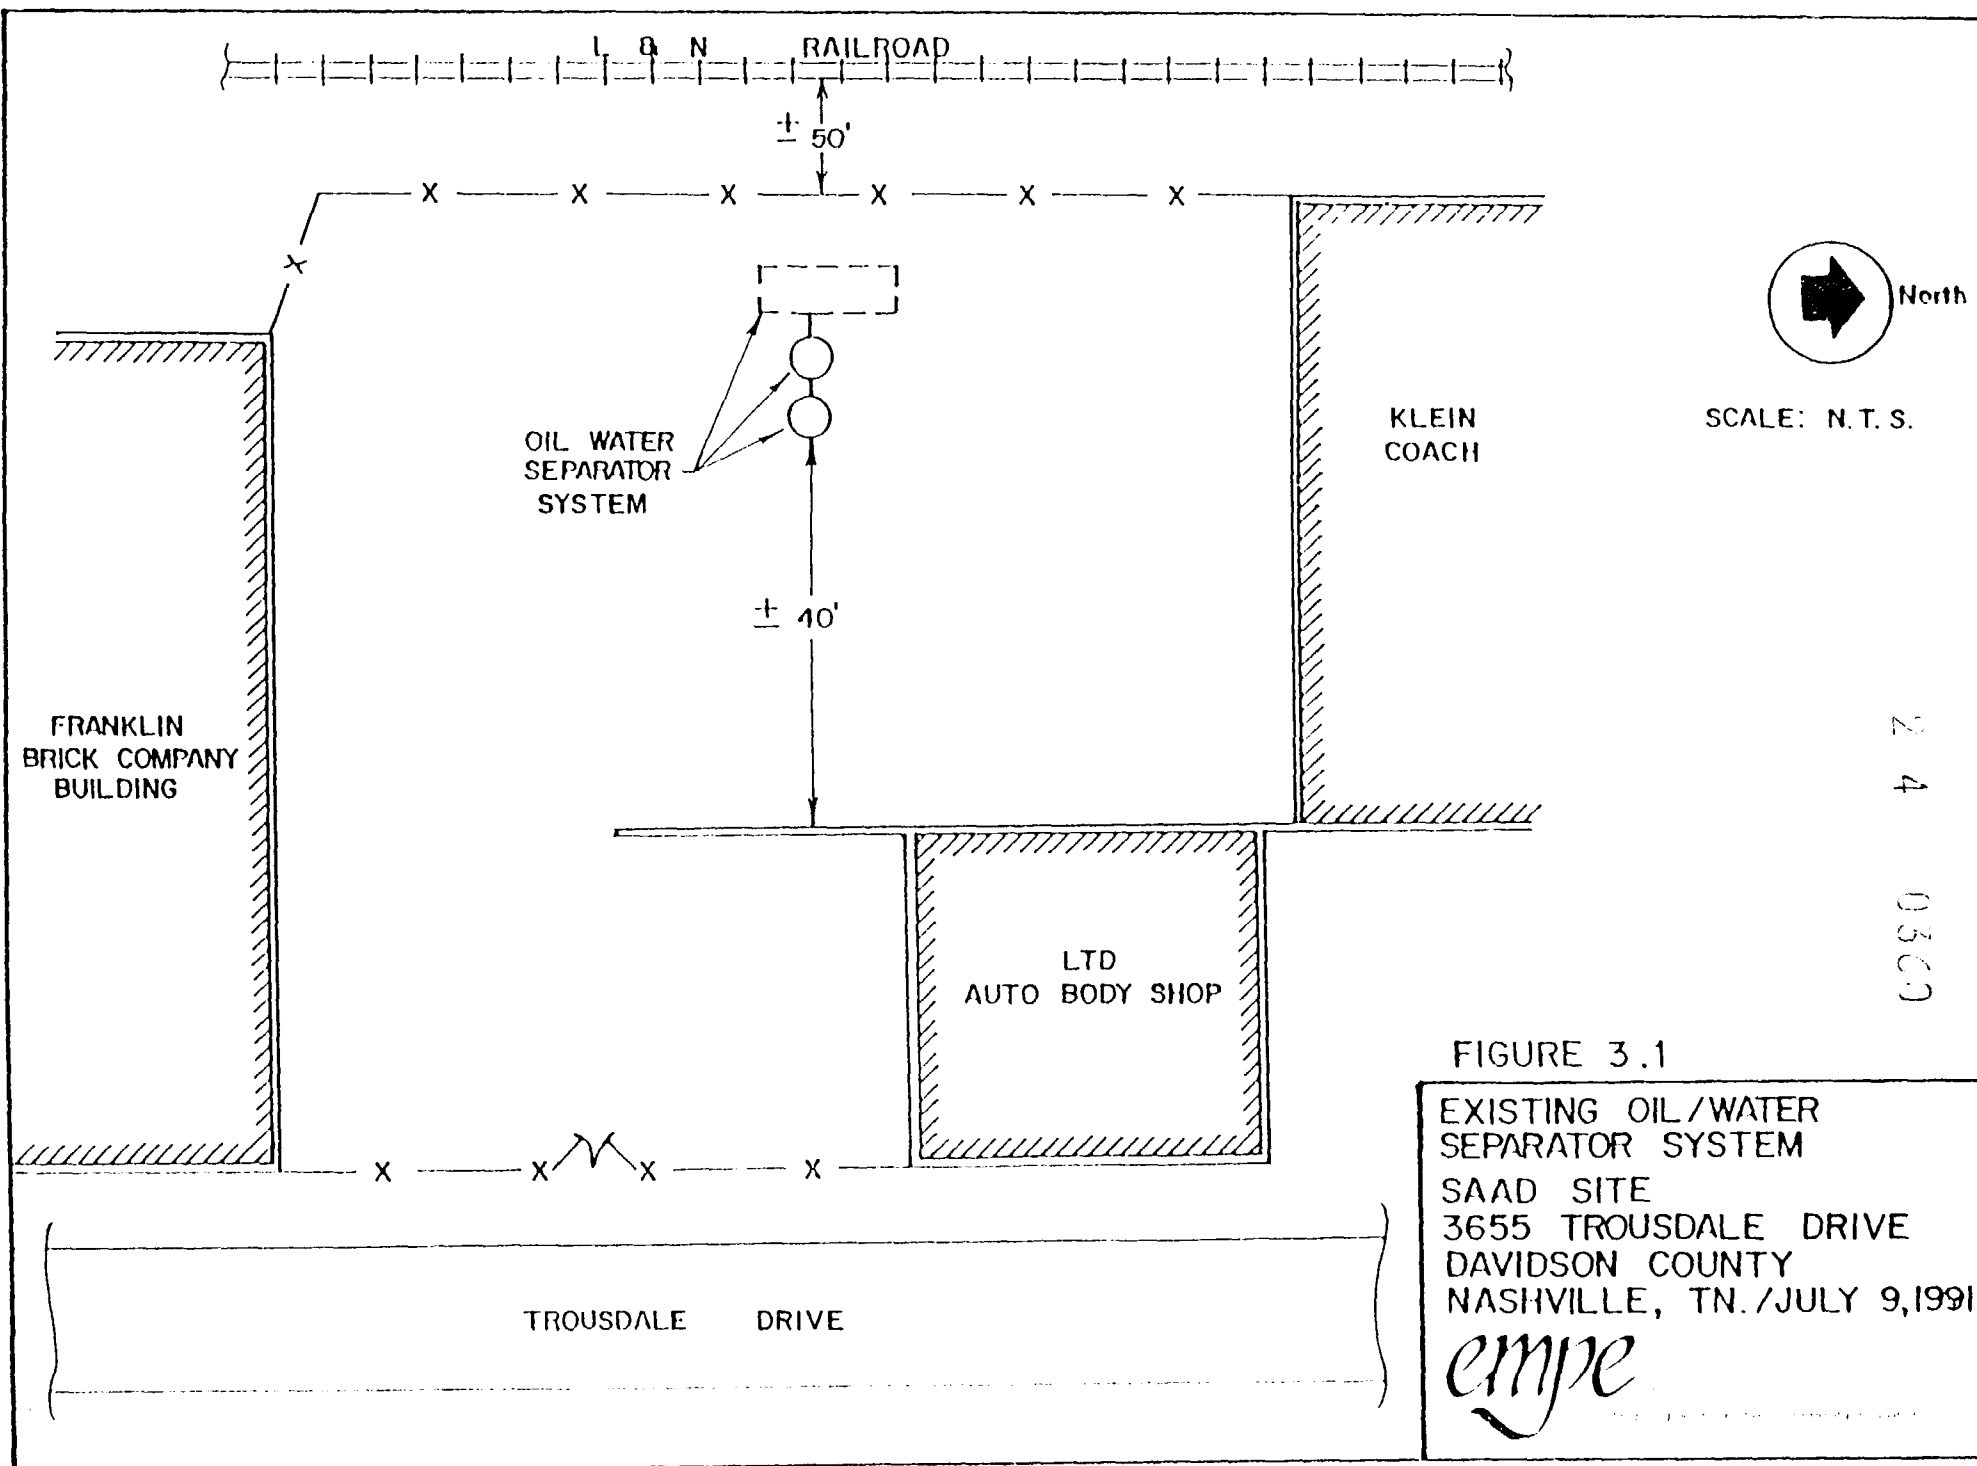 L & N RAILROAD
± 50'
X X X X X X
X
North
OIL WATER
SEPARATOR
SYSTEM
KLEIN
COACH
SCALE: N.T.S.
± 40'
FRANKLIN
BRICK COMPANY
BUILDING
2 4
LTD
AUTO BODY SHOP
X X X X
TROUSDALE DRIVE
FIGURE 3.1
EXISTING OIL/WATER
SEPARATOR SYSTEM
SAAD SITE
3655 TROUSDALE DRIVE
DAVIDSON COUNTY
NASHVILLE, TN./JULY 9,1991
empe